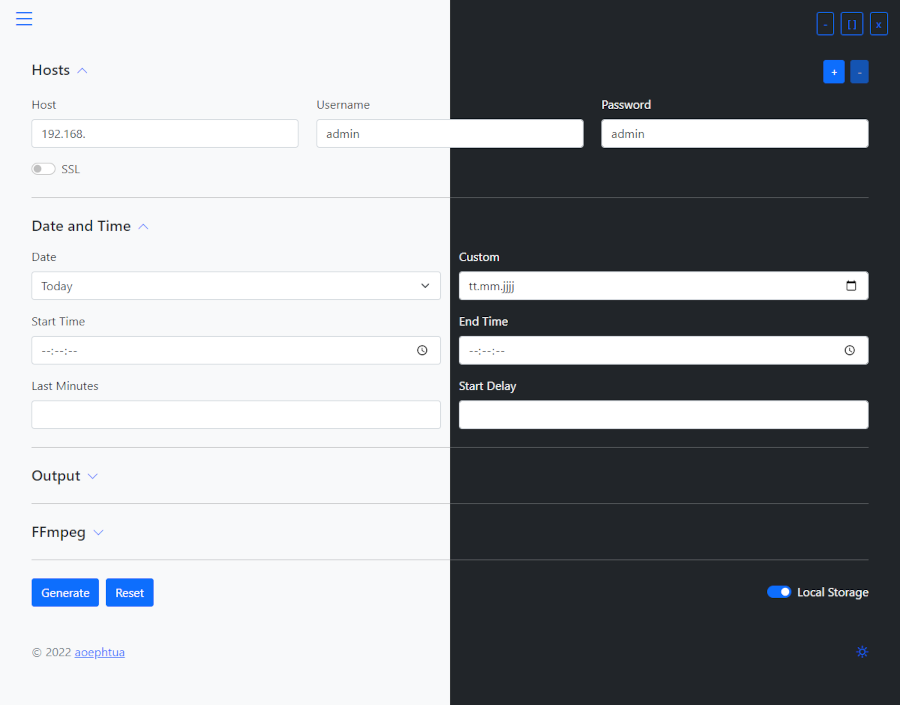 - [] x
Hosts
+ -
Host Username Password
192.168. admin admin
SSL
Date and Time
Date Custom
Today tt.mm.jjjj
Start Time End Time
--:--:-- --:--:--
Last Minutes Start Delay
Output
FFmpeg
Generate Reset Local Storage
© 2022 aoephtua